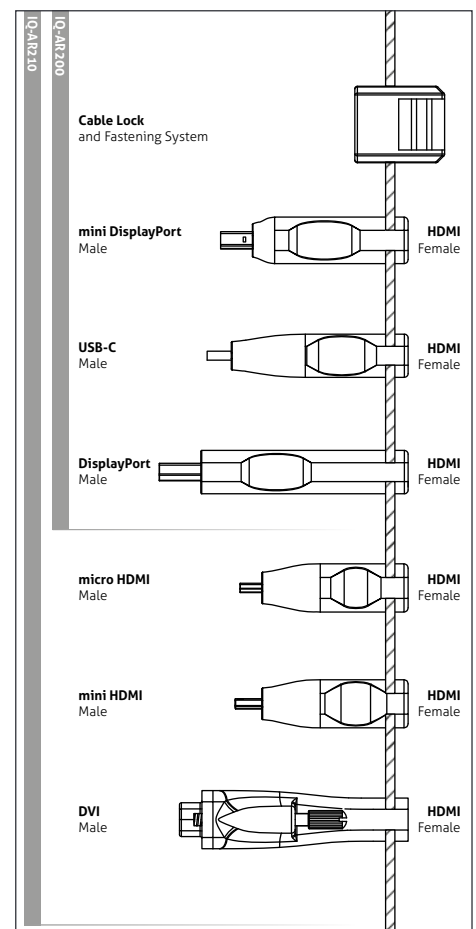 IQ-AR210
IQ-AR200
Cable Lock
and Fastening System
mini DisplayPort
Male
HDMI
Female
USB-C
Male
HDMI
Female
DisplayPort
Male
HDMI
Female
micro HDMI
Male
HDMI
Female
mini HDMI
Male
HDMI
Female
DVI
Male
HDMI
Female